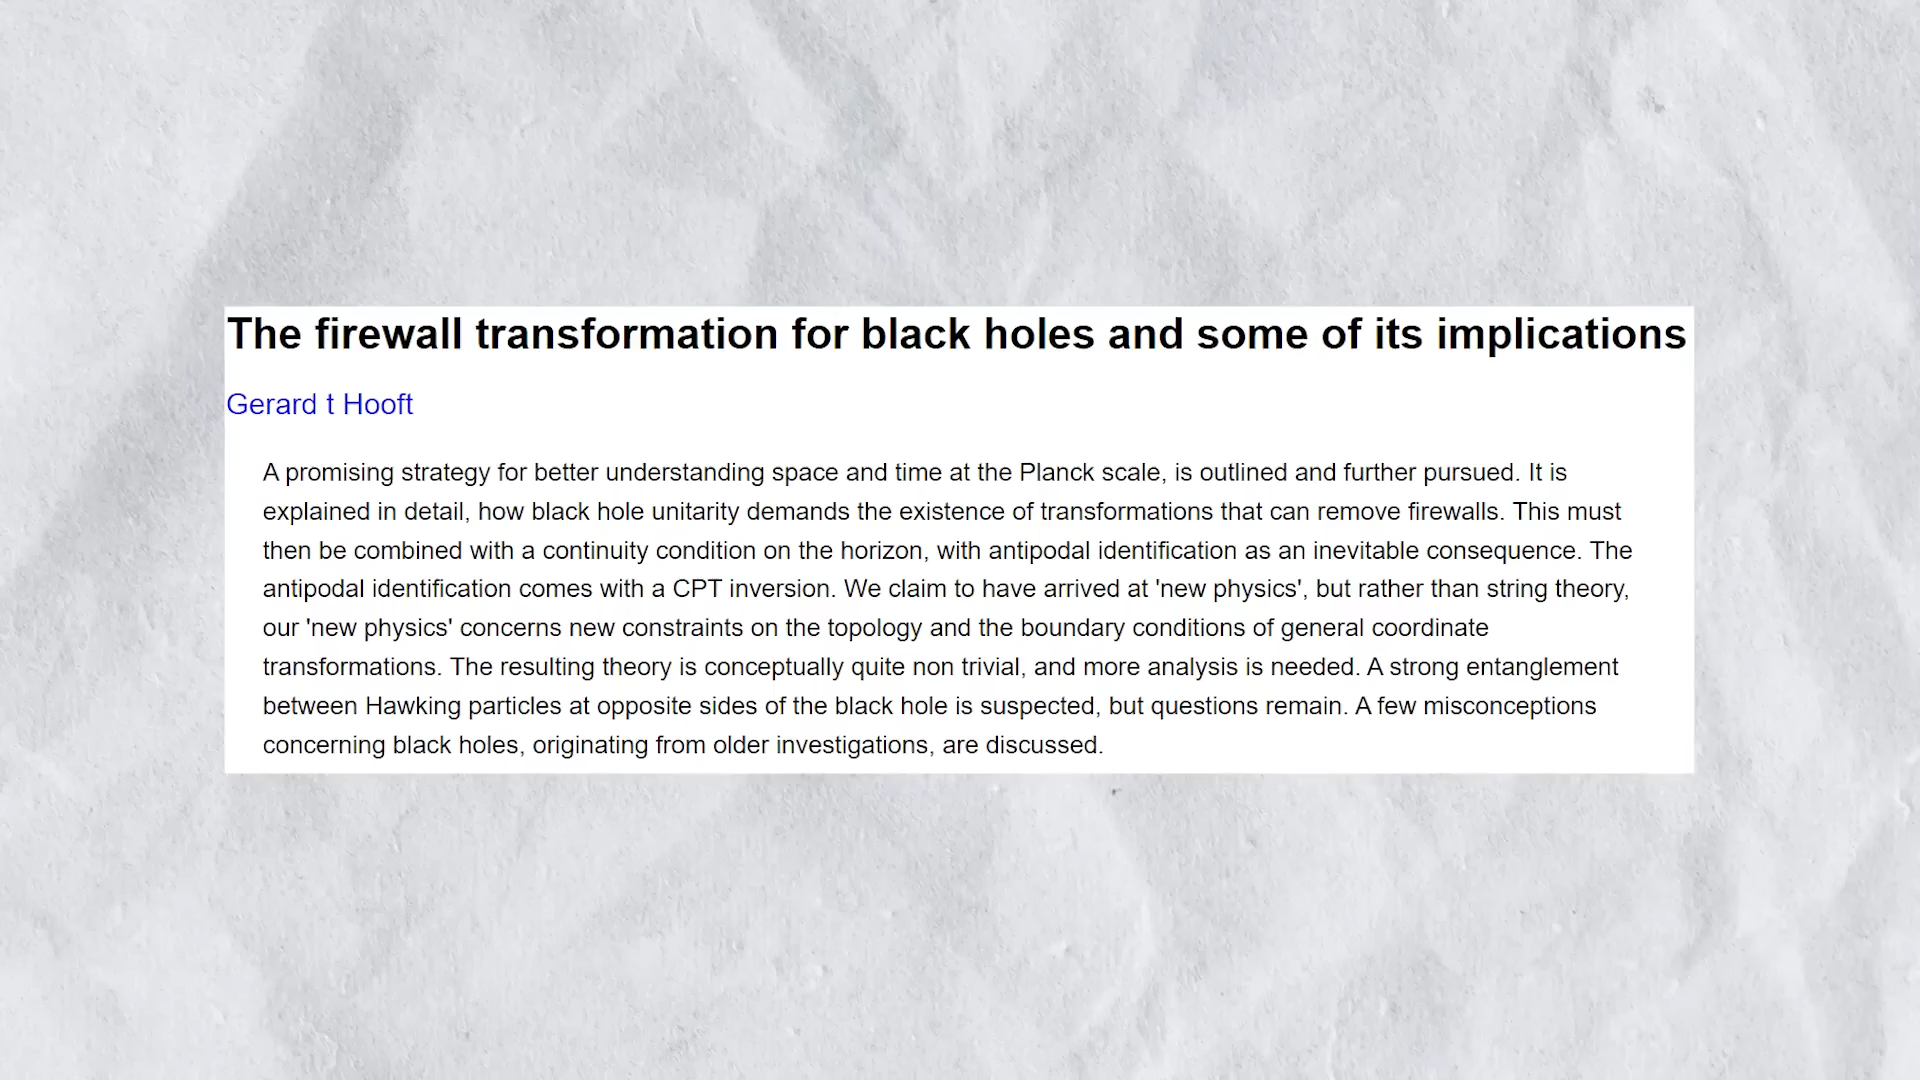 The firewall transformation for black holes and some of its implications
Gerard t Hooft
A promising strategy for better understanding space and time at the Planck scale, is outlined and further pursued. It is
explained in detail, how black hole unitarity demands the existence of transformations that can remove firewalls. This must
then be combined with a continuity condition on the horizon, with antipodal identification as an inevitable consequence. The
antipodal identification comes with a CPT inversion. We claim to have arrived at 'new physics', but rather than string theory,
our 'new physics' concerns new constraints on the topology and the boundary conditions of general coordinate
transformations. The resulting theory is conceptually quite non trivial, and more analysis is needed. A strong entanglement
between Hawking particles at opposite sides of the black hole is suspected, but questions remain. A few misconceptions
concerning black holes, originating from older investigations, are discussed.